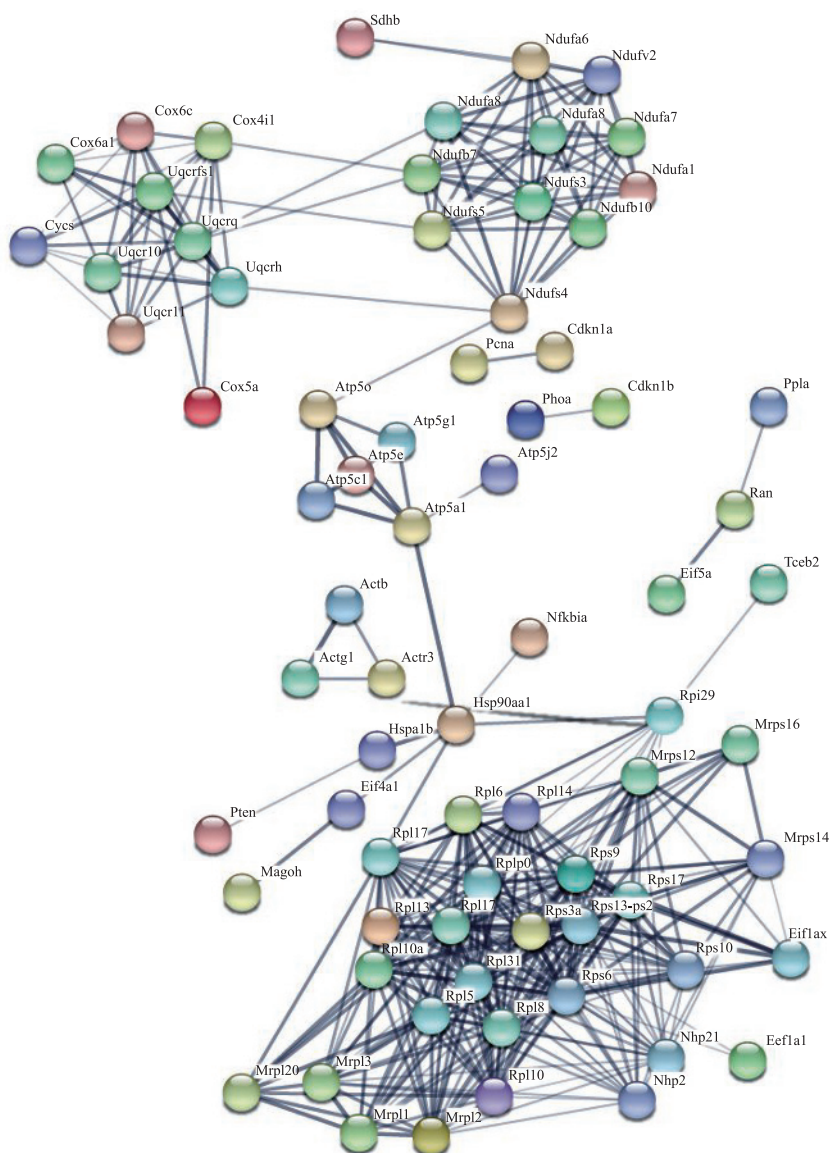 Sdhb
Ndufa6
Ndufv2
Cox6c
Cox4i1
Ndufa8
Ndufa8
Ndufa7
Cox6a1
Uqcrfs1
Ndufb7
Ndufs3
Ndufa1
Cycs
Uqcrq
Ndufs5
Ndufb10
Uqcr10
Uqcrh
Ndufs4
Uqcr11
Pcna
Cdkn1a
Cox5a
Atp5o
Phoa
Cdkn1b
Ppla
Atp5g1
Atp5e
Atp5j2
Atp5c1
Atp5a1
Ran
Eif5a
Tceb2
Actb
Nfkbia
Actg1
Actr3
Hsp90aa1
Rpi29
Hspa1b
Mrps16
Mrps12
Eif4a1
Rpl6
Rpl14
Pten
Rpl17
Mrps14
Magoh
Rplp0
Rps9
Rps17
Rpl13
Rpl17
Rps3a
Rps13-ps2
Eif1ax
Rpl10a
Rpl31
Rps6
Rps10
Rpl5
Rpl8
Nhp21
Eef1a1
Mrpl20
Mrpl3
Rpl10
Nhp2
Mrpl1
Mrpl2